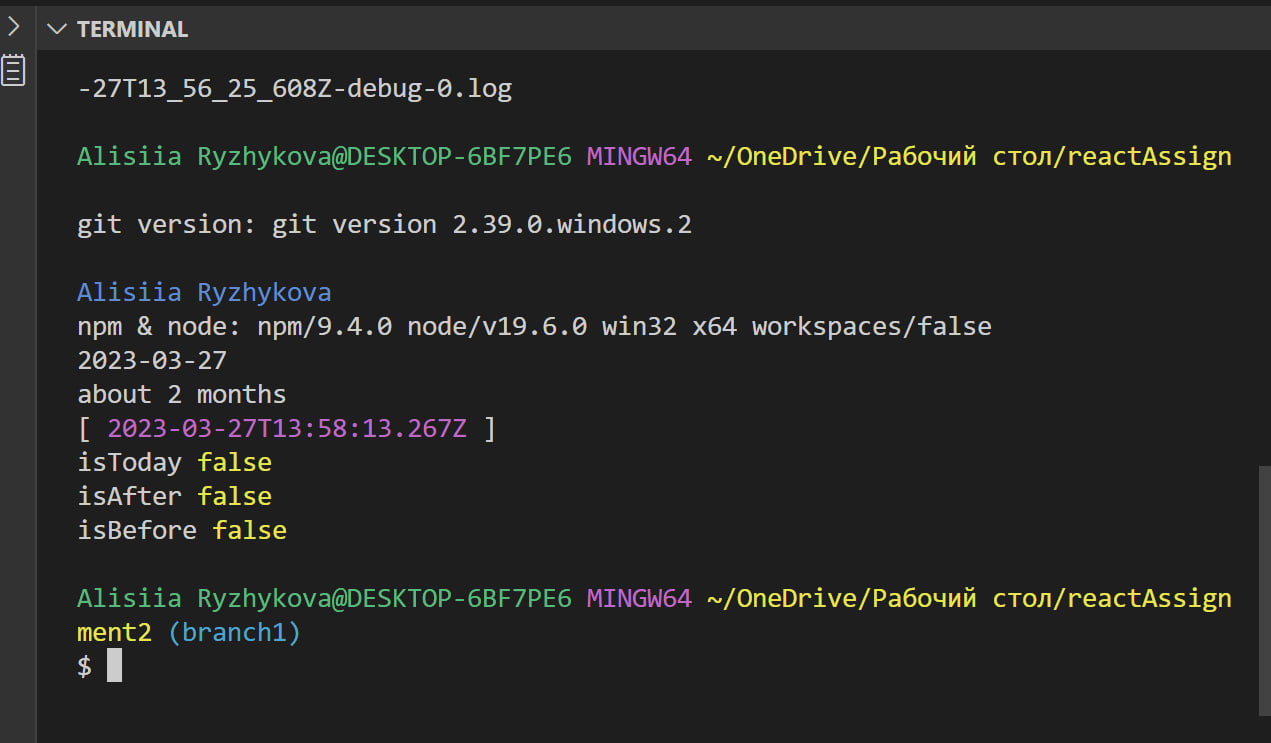 TERMINAL
-27T13_56_25_608Z-debug-0.log
Alisiia Ryzhykova@DESKTOP-6BF7PE6 MINGW64 ~/OneDrive/Рабочий стол/reactAssign
git version: git version 2.39.0.windows.2
Alisiia Ryzhykova
npm & node: npm/9.4.0 node/v19.6.0 win32 x64 workspaces/false
2023-03-27
about 2 months
[ 2023-03-27T13:58:13.267Z ]
isToday false
isAfter false
isBefore false
Alisiia Ryzhykova@DESKTOP-6BF7PE6 MINGW64 ~/OneDrive/Рабочий стол/reactAssign
ment2 (branch1)
$